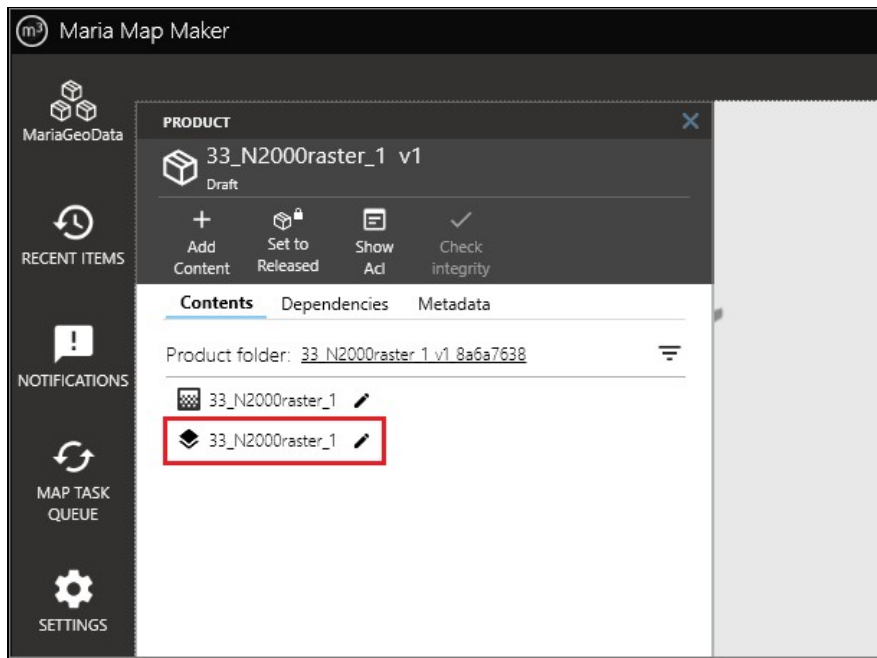 m³ Maria Map Maker
MariaGeoData
RECENT ITEMS
NOTIFICATIONS
MAP TASK
QUEUE
SETTINGS
PRODUCT
33_N2000raster_1 v1
Draft
Add
Content
Set to
Released
Show
Acl
Check
integrity
Contents Dependencies Metadata
Product folder: 33_N2000raster_1_v1_8a6a7638
33_N2000raster_1
33_N2000raster_1